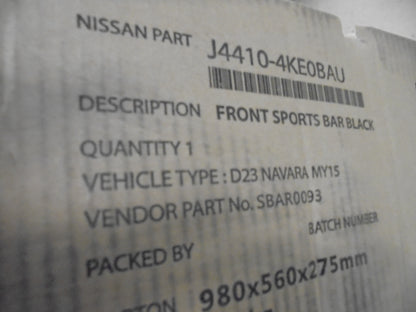 NISSAN PART J4410-4KE0BAU
DESCRIPTION FRONT SPORTS BAR BLACK
QUANTITY 1
VEHICLE TYPE : D23 NAVARA MY15
VENDOR PART No. SBAR0093
PACKED BY BATCH NUMBER
980x560x275mm